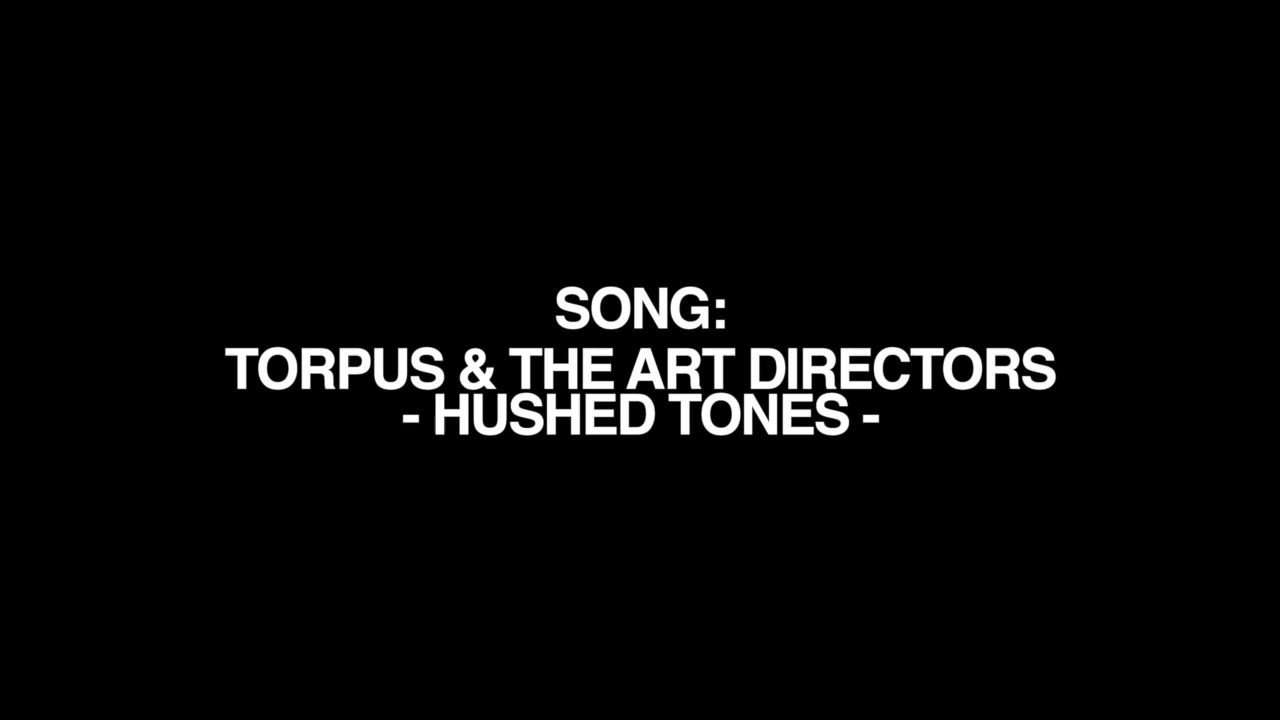 SONG:
TORPUS & THE ART DIRECTORS
- HUSHED TONES -